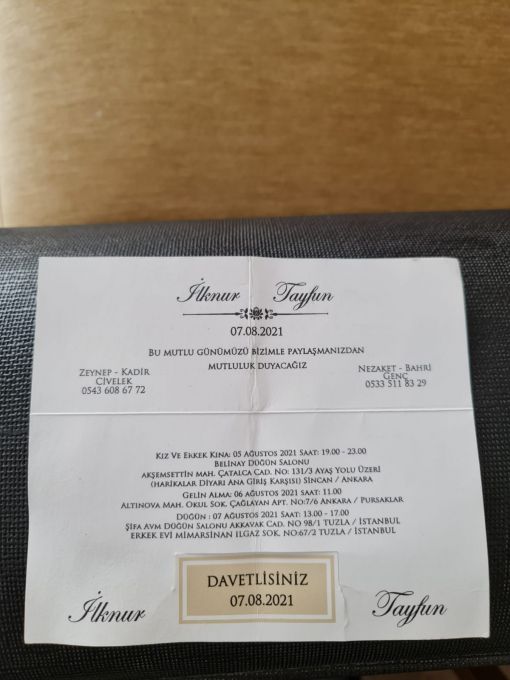 İlknur Tayfun
07.08.2021
Bu mutlu günümüzü bizimle paylaşmanızdan
mutluluk duyacağız
Zeynep - Kadir
Civelek
0543 608 67 72
Nezaket - Bahri
Genç
0533 511 83 29
Kız Ve Erkek Kına: 05 Ağustos 2021 Saat: 19.00 - 23.00
Belinay Düğün Salonu
Akşemsettin mah. Çatalca Cad. No: 131/3 Ayaş Yolu Üzeri
(Harikalar Diyarı Ana Giriş Karşısı) Sincan / Ankara
Gelin Alma: 06 Ağustos 2021 Saat: 11.00
Altınova Mah. Okul Sok. Çağlayan Apt. No:7/6 Ankara / Pursaklar
Düğün : 07 Ağustos 2021 Saat: 13.00 - 17.00
Şifa Avm Düğün Salonu Akkavak Cad. No 98/1 Tuzla / İstanbul
Erkek Evi Mimarsinan Ilgaz Sok. No:67/2 Tuzla / İstanbul
DAVETLİSİNİZ
07.08.2021
İlknur Tayfun